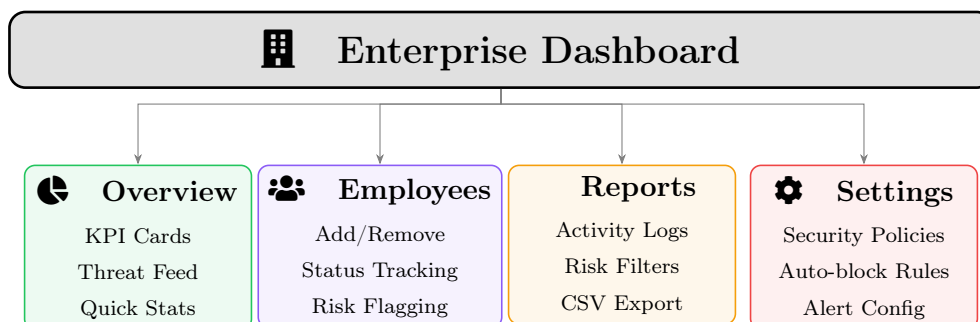 Enterprise Dashboard
Overview
KPI Cards
Threat Feed
Quick Stats
Employees
Add/Remove
Status Tracking
Risk Flagging
Reports
Activity Logs
Risk Filters
CSV Export
Settings
Security Policies
Auto-block Rules
Alert Config